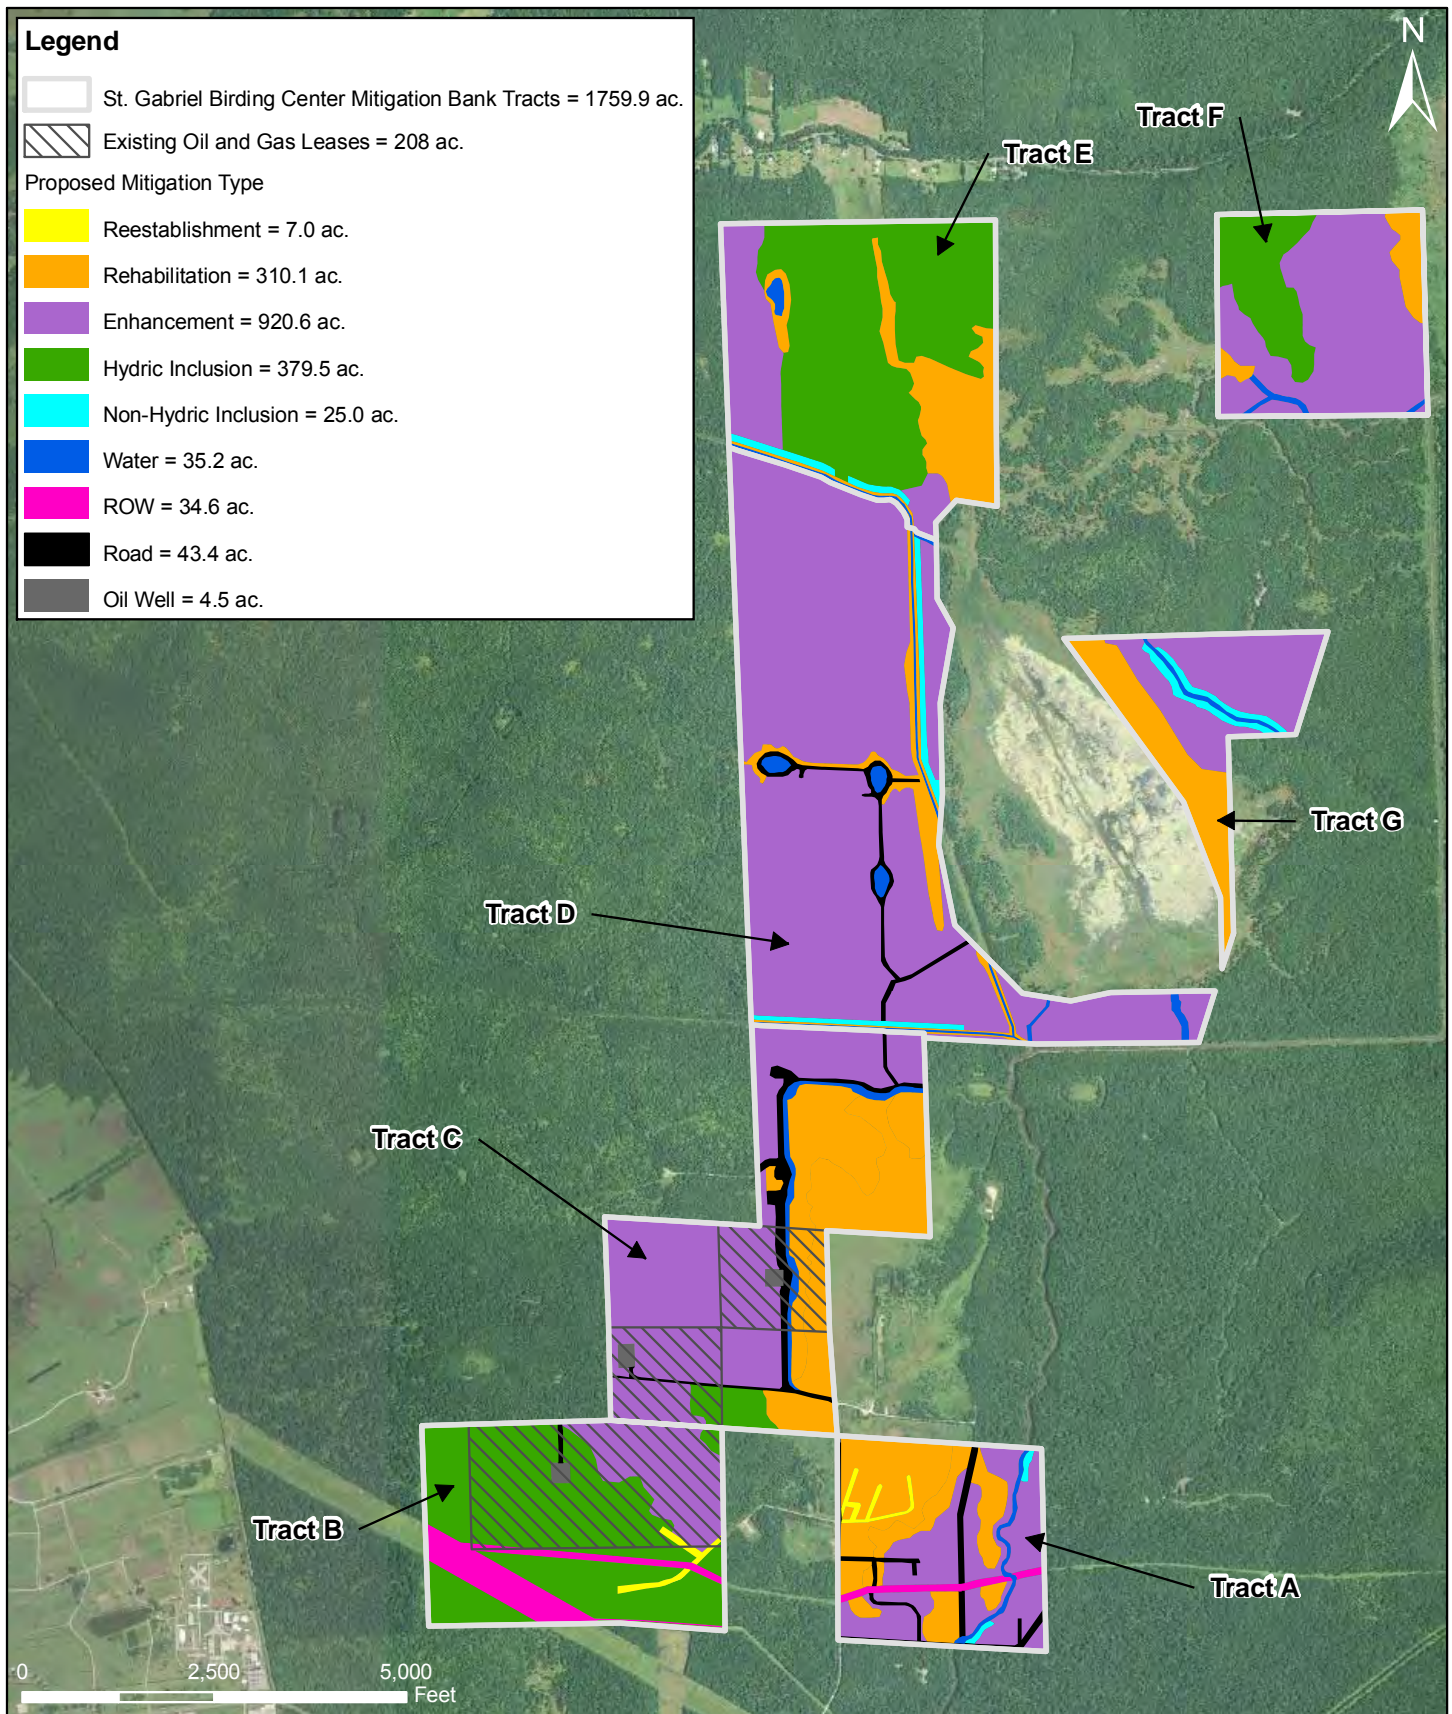 Legend
St. Gabriel Birding Center Mitigation Bank Tracts = 1759.9 ac.
Existing Oil and Gas Leases = 208 ac.
Proposed Mitigation Type
Reestablishment = 7.0 ac.
Rehabilitation = 310.1 ac.
Enhancement = 920.6 ac.
Hydric Inclusion = 379.5 ac.
Non-Hydric Inclusion = 25.0 ac.
Water = 35.2 ac.
ROW = 34.6 ac.
Road = 43.4 ac.
Oil Well = 4.5 ac.
N
Tract F
Tract E
Tract G
Tract D
Tract C
Tract B
Tract A
0 2,500 5,000
Feet